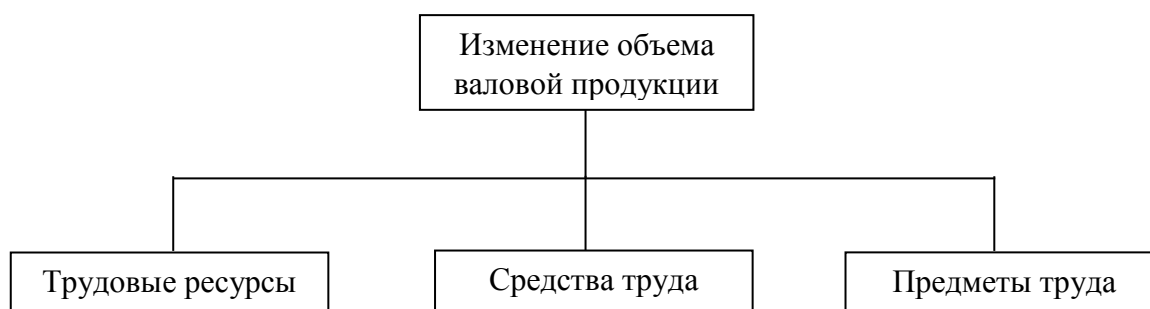 Изменение объема
валовой продукции
Трудовые ресурсы
Средства труда
Предметы труда